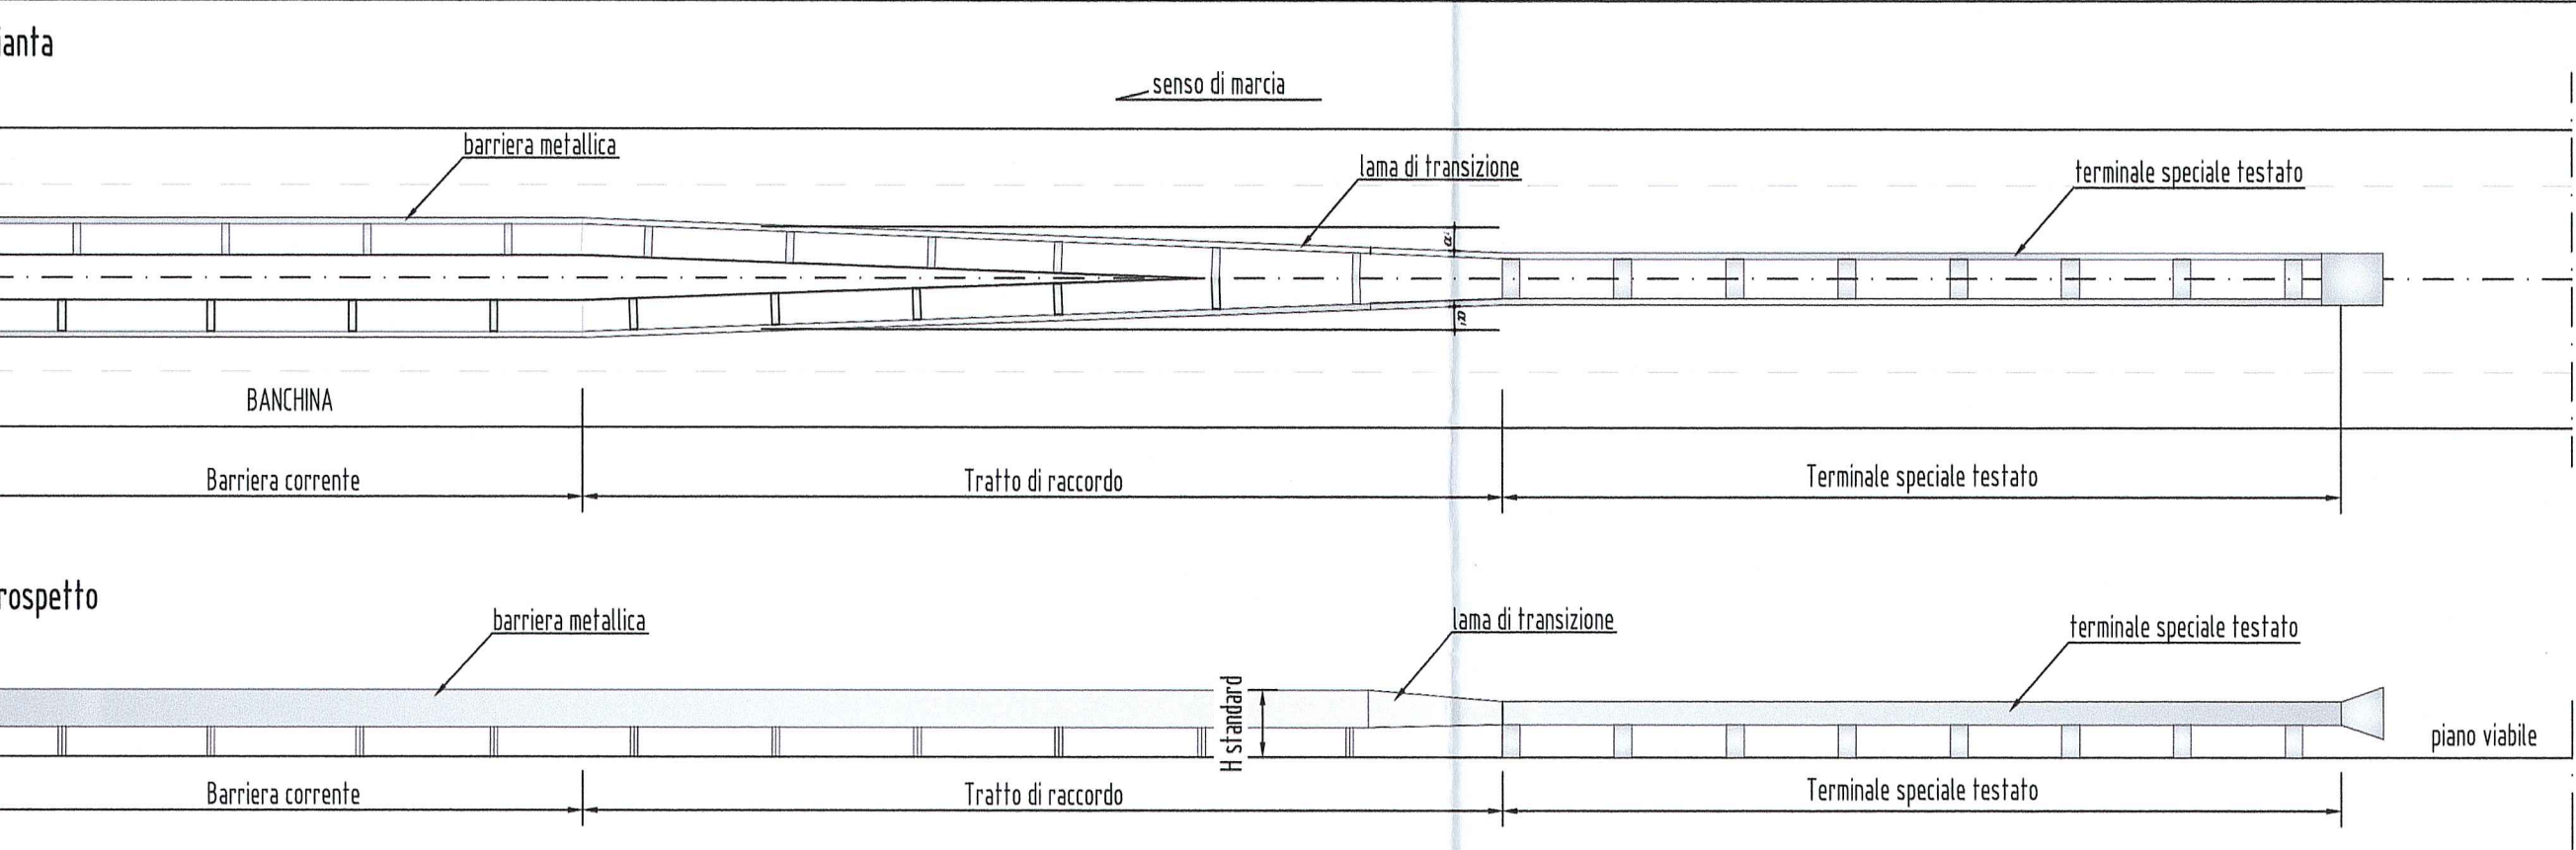 ianta
senso di marcia
barriera metallica
lama di transizione
terminale speciale testato
α
α
BANCHINA
Barriera corrente
Tratto di raccordo
Terminale speciale testato
rospetto
barriera metallica
lama di transizione
terminale speciale testato
H standard
piano viabile
Barriera corrente
Tratto di raccordo
Terminale speciale testato